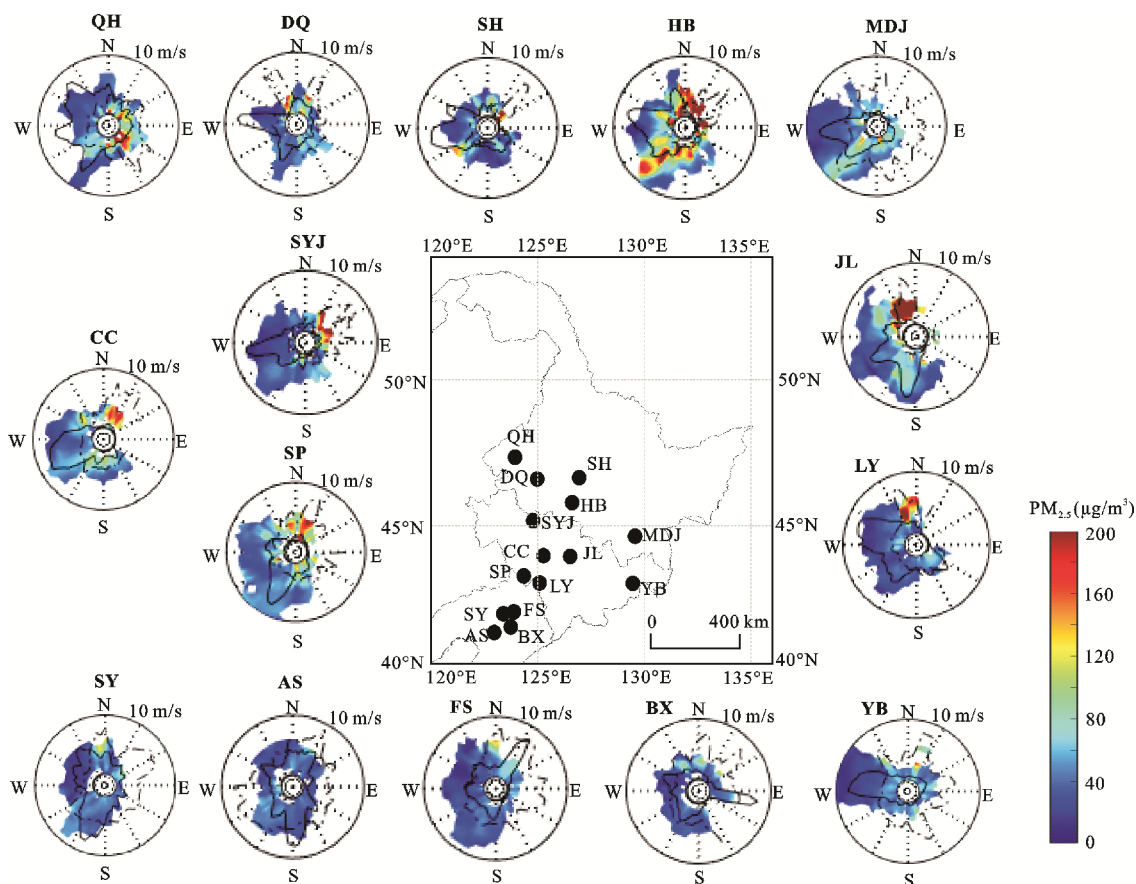 QH
N
10 m/s
W
E
S
DQ
N
10 m/s
W
E
S
SH
N
10 m/s
W
E
S
HB
N
10 m/s
W
E
S
MDJ
N
10 m/s
W
E
S
SYJ
N
10 m/s
W
E
S
CC
N
10 m/s
W
E
S
SP
N
10 m/s
W
E
S
120°E 125°E 130°E 135°E
50°N 50°N
QH
SH
DQ
HB
45°N 45°N
SYJ
MDJ
CC
JL
SP
LY
YB
SY
FS
AS
BX
0 400 km
40°N 40°N
120°E 125°E 130°E 135°E
JL
N
10 m/s
W
E
S
LY
N
10 m/s
W
E
S
PM2.5(μg/m³)
200
160
120
80
40
0
SY
N
10 m/s
W
E
S
AS
N
10 m/s
W
E
S
FS
N
10 m/s
W
E
S
BX
N
10 m/s
W
E
S
YB
N
10 m/s
W
E
S